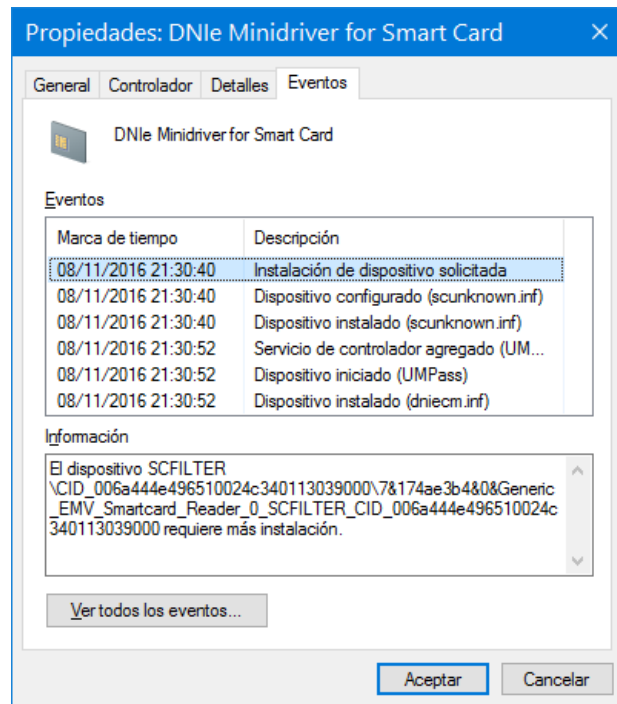 Propiedades: DNIe Minidriver for Smart Card
General Controlador Detalles Eventos
DNIe Minidriver for Smart Card
Eventos
Marca de tiempo Descripción
08/11/2016 21:30:40 Instalación de dispositivo solicitada
08/11/2016 21:30:40 Dispositivo configurado (scunknown.inf)
08/11/2016 21:30:40 Dispositivo instalado (scunknown.inf)
08/11/2016 21:30:52 Servicio de controlador agregado (UM...
08/11/2016 21:30:52 Dispositivo iniciado (UMPass)
08/11/2016 21:30:52 Dispositivo instalado (dniecm.inf)
Información
El dispositivo SCFILTER
\CID_006a444e496510024c340113039000\7&174ae3b4&0&Generic
_EMV_Smartcard_Reader_0_SCFILTER_CID_006a444e496510024c
340113039000 requiere más instalación.
Ver todos los eventos...
Aceptar Cancelar